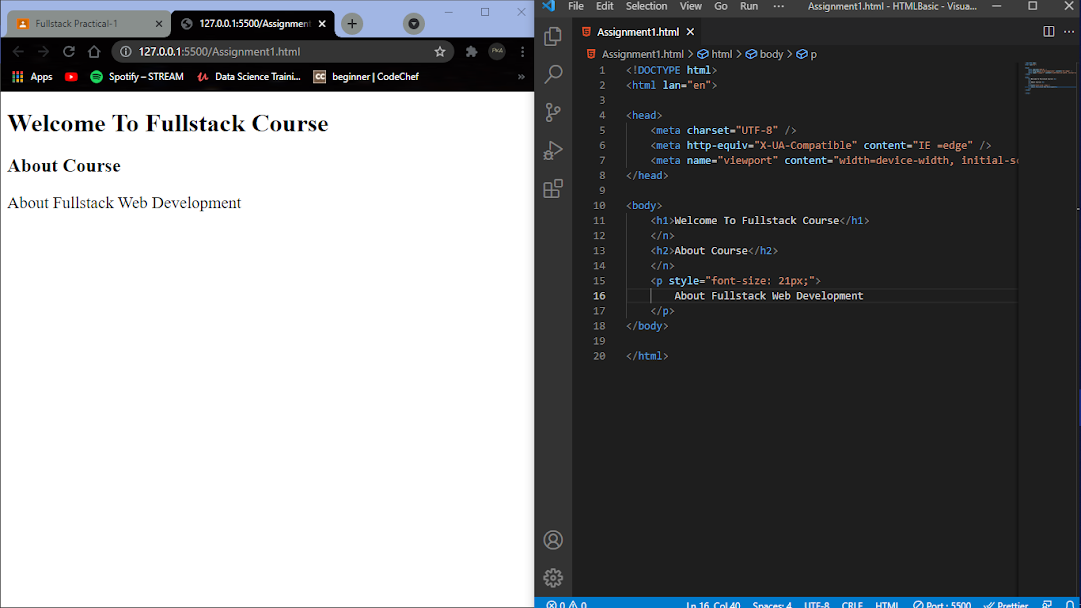 Fullstack Practical-1
127.0.0.1:5500/Assignment
127.0.0.1:5500/Assignment1.html
PNA
Apps
Spotify – STREAM
Data Science Traini...
CC
beginner | CodeChef
»
Welcome To Fullstack Course
About Course
About Fullstack Web Development
File Edit Selection View Go Run ··· Assignment1.html - HTMLBasic - Visua...
Assignment1.html
Assignment1.html > html > body > p
1 <!DOCTYPE html>
2 <html lan="en">
3
4 <head>
5 <meta charset="UTF-8" />
6 <meta http-equiv="X-UA-Compatible" content="IE =edge" />
7 <meta name="viewport" content="width=device-width, initial-sc
8 </head>
9
10 <body>
11 <h1>Welcome To Fullstack Course</h1>
12 </n>
13 <h2>About Course</h2>
14 </n>
15 <p style="font-size: 21px;">
16 About Fullstack Web Development
17 </p>
18 </body>
19
20 </html>
0 0 Ln 16, Col 40 Spaces: 4 UTF-8 CRLF HTML Port : 5500 Prettier